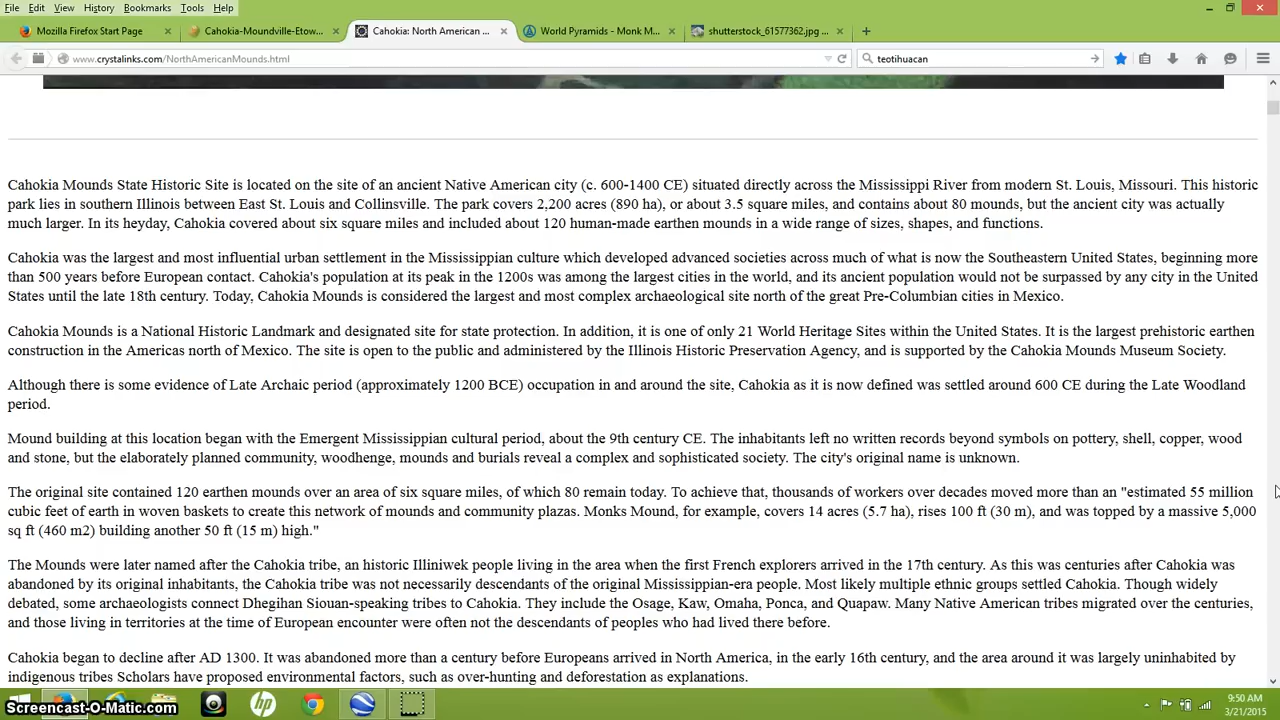 File Edit View History Bookmarks Tools Help
Mozilla Firefox Start Page
Cahokia-Moundville-Etow...
Cahokia: North American ...
World Pyramids - Monk M...
shutterstock_61577362.jpg ...
www.crystalinks.com/NorthAmericanMounds.html
teotihuacan
Cahokia Mounds State Historic Site is located on the site of an ancient Native American city (c. 600-1400 CE) situated directly across the Mississippi River from modern St. Louis, Missouri. This historic
park lies in southern Illinois between East St. Louis and Collinsville. The park covers 2,200 acres (890 ha), or about 3.5 square miles, and contains about 80 mounds, but the ancient city was actually
much larger. In its heyday, Cahokia covered about six square miles and included about 120 human-made earthen mounds in a wide range of sizes, shapes, and functions.
Cahokia was the largest and most influential urban settlement in the Mississippian culture which developed advanced societies across much of what is now the Southeastern United States, beginning more
than 500 years before European contact. Cahokia's population at its peak in the 1200s was among the largest cities in the world, and its ancient population would not be surpassed by any city in the United
States until the late 18th century. Today, Cahokia Mounds is considered the largest and most complex archaeological site north of the great Pre-Columbian cities in Mexico.
Cahokia Mounds is a National Historic Landmark and designated site for state protection. In addition, it is one of only 21 World Heritage Sites within the United States. It is the largest prehistoric earthen
construction in the Americas north of Mexico. The site is open to the public and administered by the Illinois Historic Preservation Agency, and is supported by the Cahokia Mounds Museum Society.
Although there is some evidence of Late Archaic period (approximately 1200 BCE) occupation in and around the site, Cahokia as it is now defined was settled around 600 CE during the Late Woodland
period.
Mound building at this location began with the Emergent Mississippian cultural period, about the 9th century CE. The inhabitants left no written records beyond symbols on pottery, shell, copper, wood
and stone, but the elaborately planned community, woodhenge, mounds and burials reveal a complex and sophisticated society. The city's original name is unknown.
The original site contained 120 earthen mounds over an area of six square miles, of which 80 remain today. To achieve that, thousands of workers over decades moved more than an "estimated 55 million
cubic feet of earth in woven baskets to create this network of mounds and community plazas. Monks Mound, for example, covers 14 acres (5.7 ha), rises 100 ft (30 m), and was topped by a massive 5,000
sq ft (460 m2) building another 50 ft (15 m) high."
The Mounds were later named after the Cahokia tribe, an historic Illiniwek people living in the area when the first French explorers arrived in the 17th century. As this was centuries after Cahokia was
abandoned by its original inhabitants, the Cahokia tribe was not necessarily descendants of the original Mississippian-era people. Most likely multiple ethnic groups settled Cahokia. Though widely
debated, some archaeologists connect Dhegihan Siouan-speaking tribes to Cahokia. They include the Osage, Kaw, Omaha, Ponca, and Quapaw. Many Native American tribes migrated over the centuries,
and those living in territories at the time of European encounter were often not the descendants of peoples who had lived there before.
Cahokia began to decline after AD 1300. It was abandoned more than a century before Europeans arrived in North America, in the early 16th century, and the area around it was largely uninhabited by
indigenous tribes Scholars have proposed environmental factors, such as over-hunting and deforestation as explanations.
hp
9:50 AM
Screencast-O-Matic.com
3/21/2015